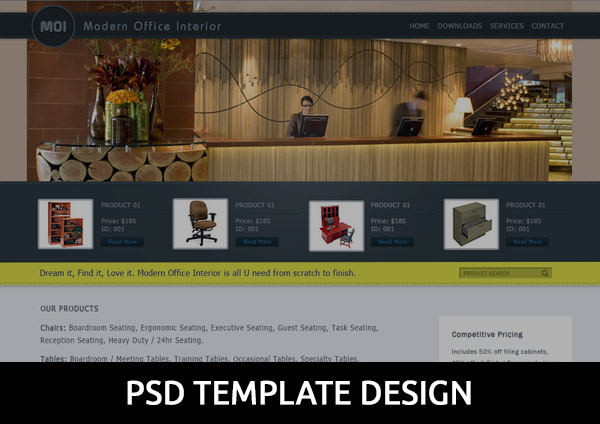 MOI
Modern Office Interior
HOME DOWNLOADS SERVICES CONTACT
PRODUCT 01
Price: $185
ID: 001
Read More
PRODUCT 01
Price: $185
ID: 001
Read More
PRODUCT 01
Price: $185
ID: 001
Read More
PRODUCT 01
Price: $185
ID: 001
Read More
Dream it, Find it, Love it. Modern Office Interior is all U need from scratch to finish.
PRODUCT SEARCH
OUR PRODUCTS
Chairs: Boardroom Seating, Ergonomic Seating, Executive Seating, Guest Seating, Task Seating,
Reception Seating, Heavy Duty / 24hr Seating.
Tables: Boardroom / Meeting Tables, Training Tables, Occasional Tables, Specialty Tables,
Competitive Pricing
Includes 50% off filing cabinets,
PSD TEMPLATE DESIGN